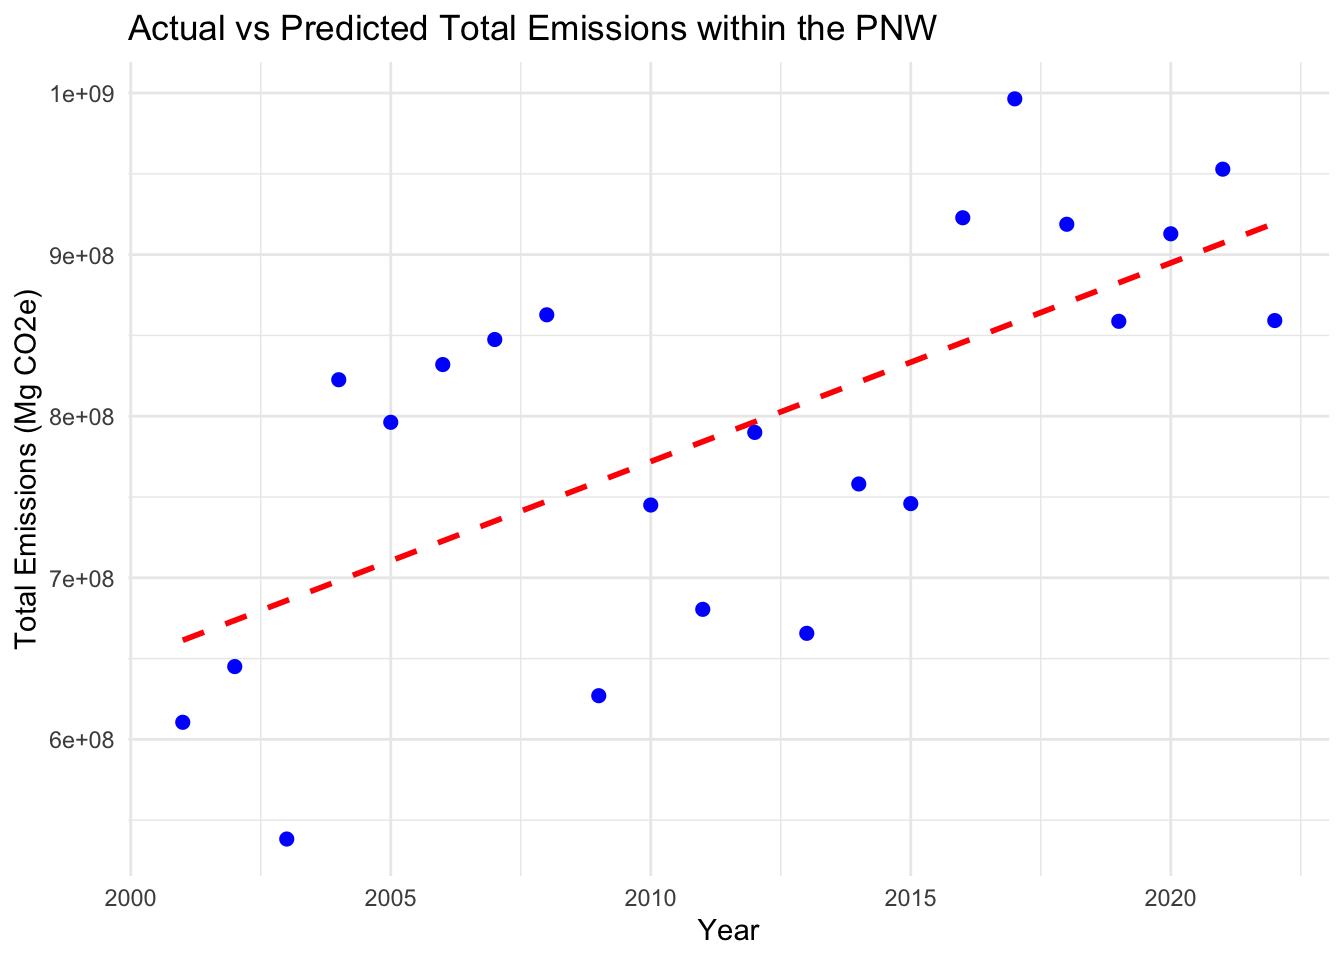 Actual vs Predicted Total Emissions within the PNW
Total Emissions (Mg CO2e)
1e+09
9e+08
8e+08
7e+08
6e+08
2000 2005 2010 2015 2020
Year